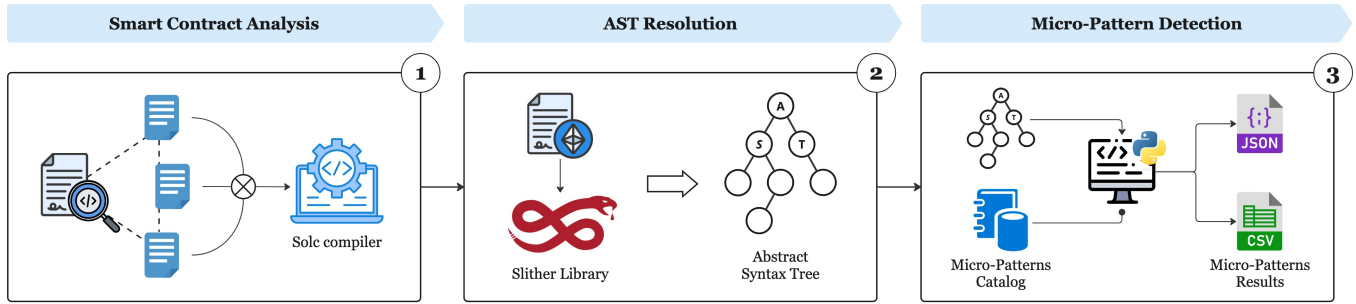 Smart Contract Analysis
AST Resolution
Micro-Pattern Detection
1
2
3
</>
Solc compiler
Slither Library
A
S
T
Abstract
Syntax Tree
A
S
T
</>
Micro-Patterns
Catalog
{;}
JSON
CSV
Micro-Patterns
Results